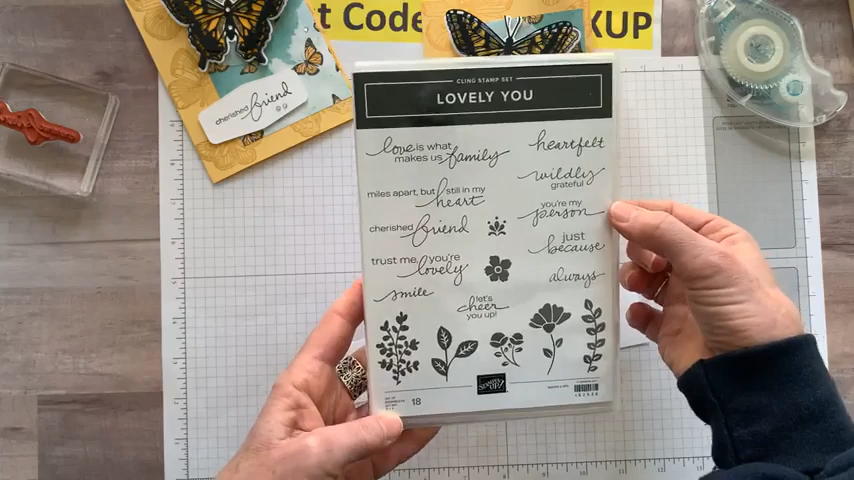 t Code
KUP
cherished friend
CLING STAMP SET
LOVELY YOU
love is what
makes us family
miles apart, but still in my
heart
cherished friend
trust me, you're
lovely
smile
let's
cheer
you up!
heartfelt
wildly
grateful
you're my
person
just
because
always
STAMPIN' UP!
18